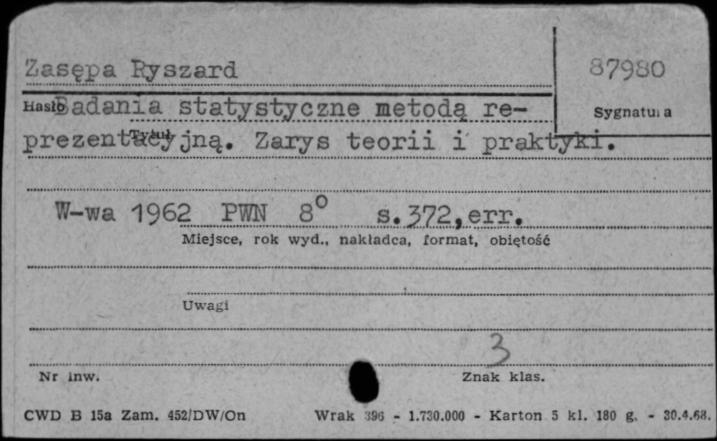 Zasępa Ryszard
87980
Hasło
Badania statystyczne metodą re-
Sygnatura
Tytuł
prezentacyjną. Zarys teorii i praktyki.
W-wa 1962 PWN 8° s.372,err.
Miejsce, rok wyd., nakładca, format, objętość
Uwagi
3
Nr inw.
Znak klas.
CWD B 15a Zam. 452/DW/On Wrak 396 - 1.730.000 - Karton 5 kl. 180 g. - 30.4.68.